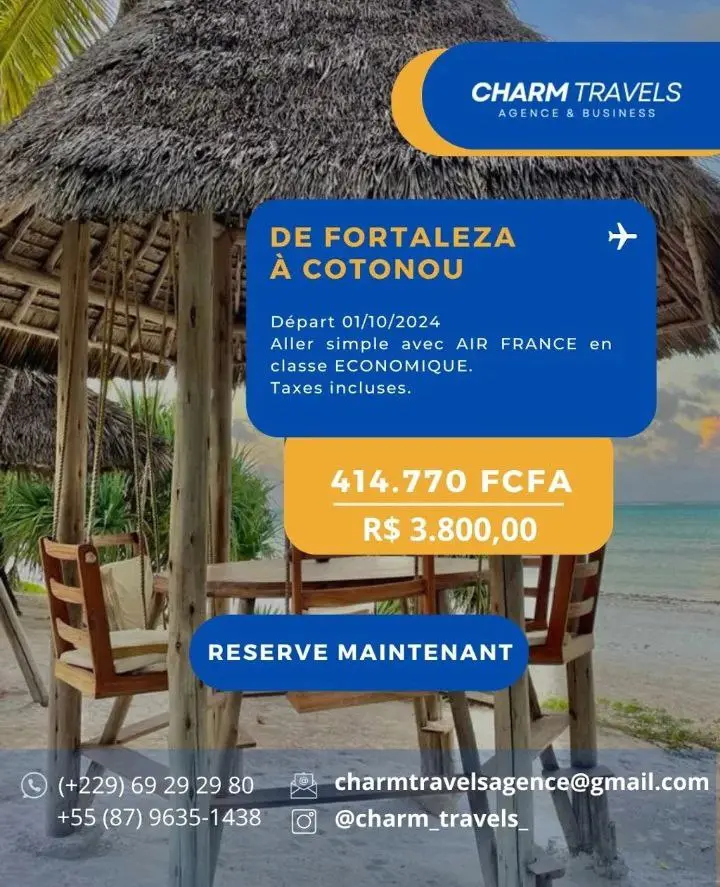 CHARM TRAVELS
AGENCE & BUSINESS
DE FORTALEZA
À COTONOU
Départ 01/10/2024
Aller simple avec AIR FRANCE en
classe ECONOMIQUE.
Taxes incluses.
414.770 FCFA
R$ 3.800,00
RESERVE MAINTENANT
(+229) 69 29 29 80
+55 (87) 9635-1438
charmtravelsagence@gmail.com
@charm_travels_